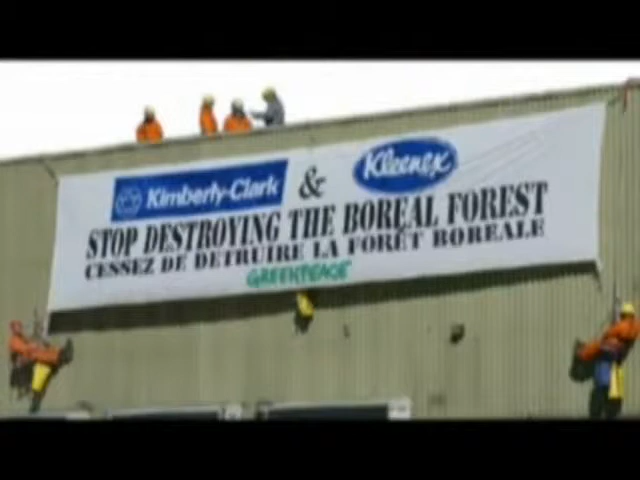 Kimberly-Clark & Kleenex
STOP DESTROYING THE BOREAL FOREST
CESSEZ DE DETRUIRE LA FORÊT BOREALE
GREENPEACE